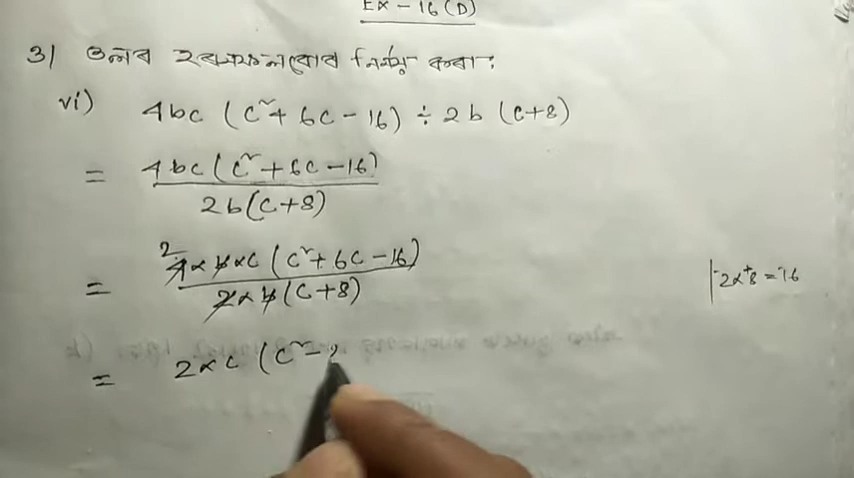 Ex - 16 (D)
3| তলৰ হৰণফলবোৰ নিৰ্ণয় কৰা:
vi) 4bc (c² + 6c - 16) ÷ 2b (c+8)
= 4bc (c² + 6c - 16)
2b (c+8)
2
= 4 × b × c (c² + 6c - 16)
2 × b (c+8)
|-2 × +8 = -16
= 2 × c (c² - 2